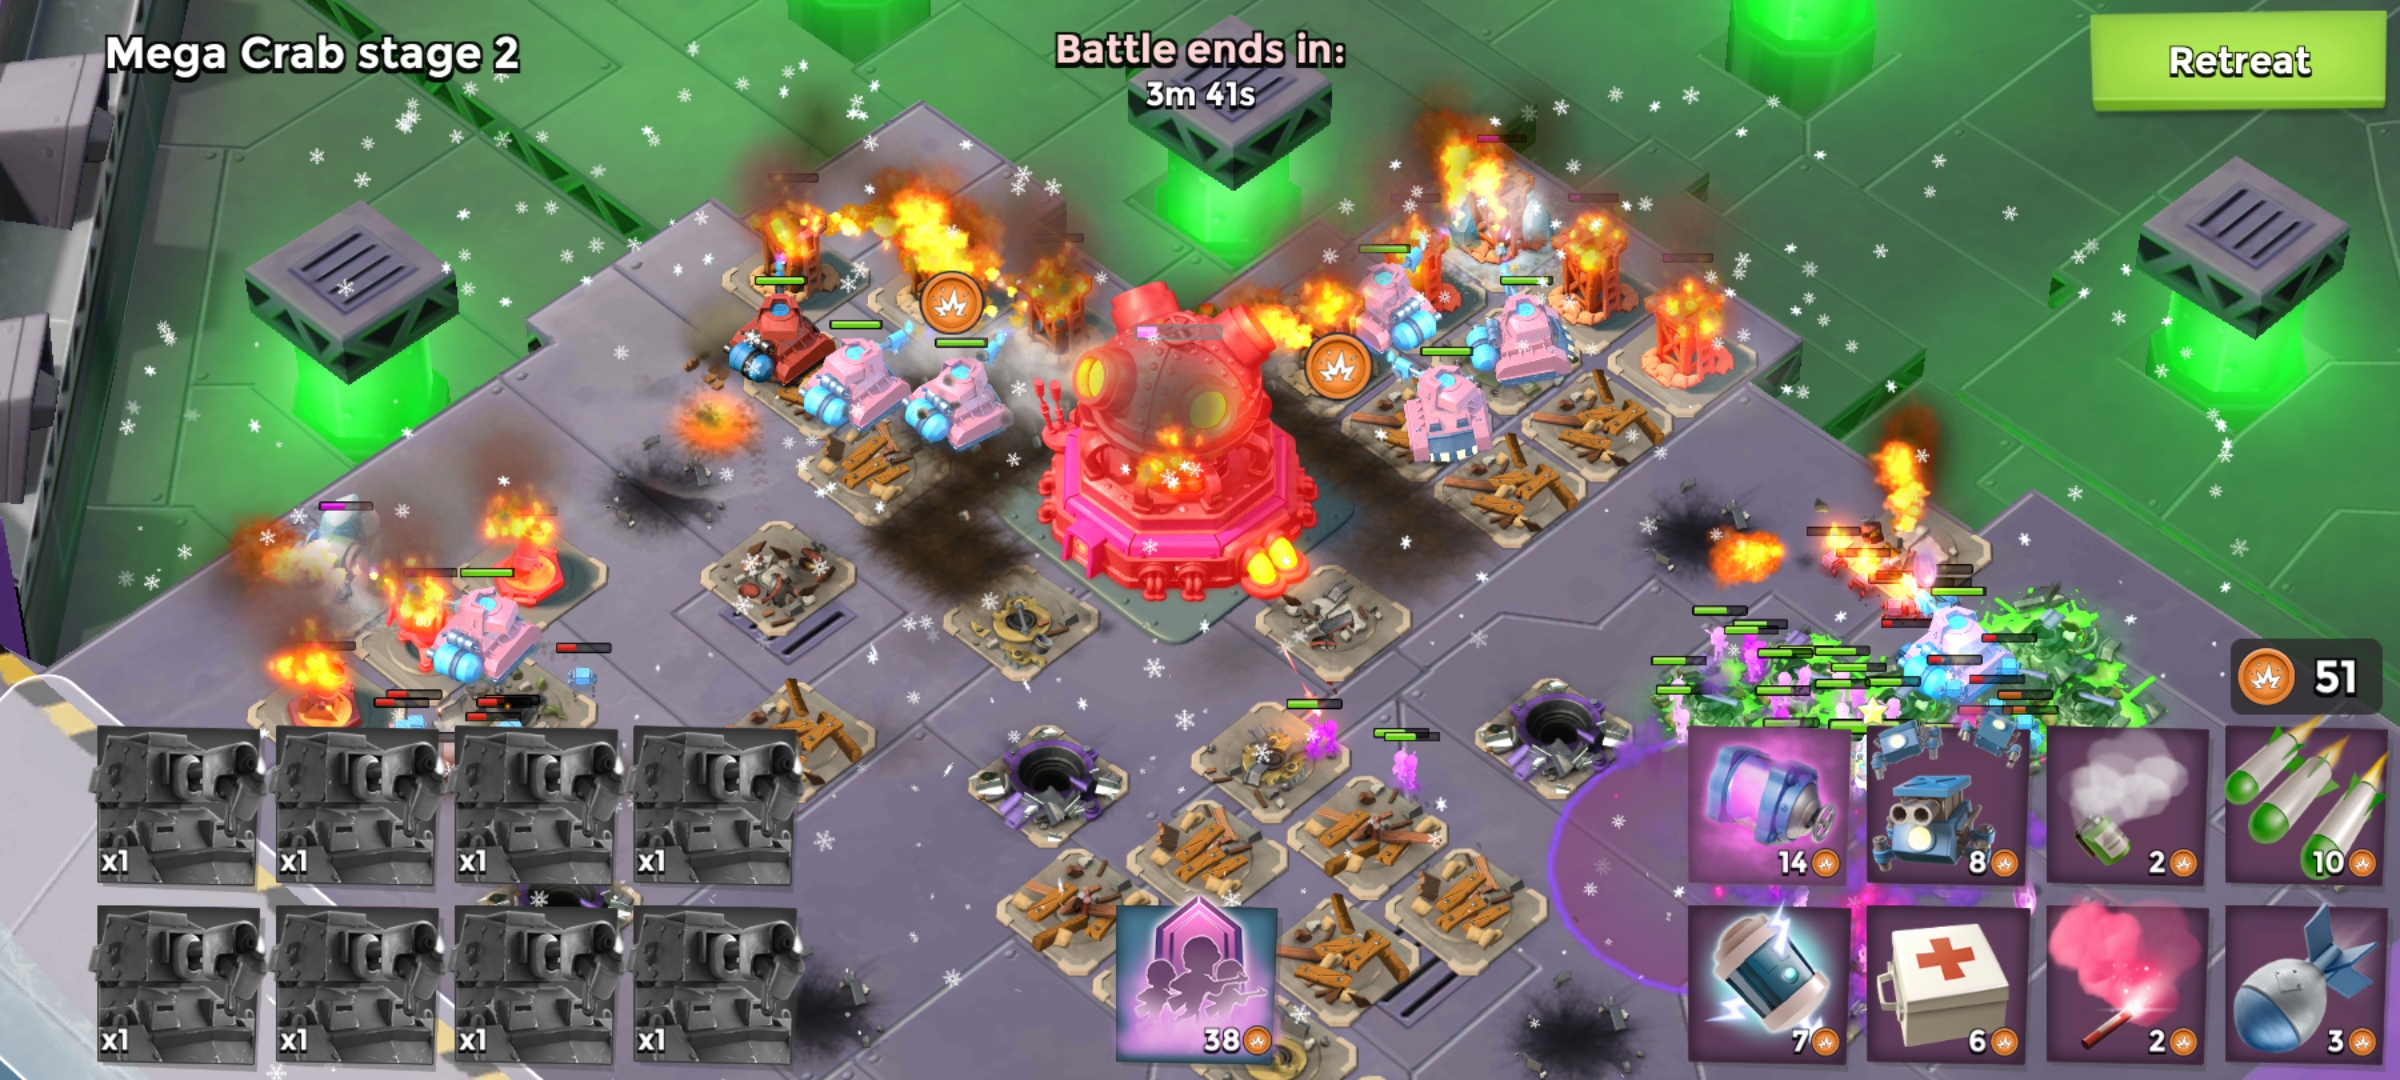 Mega Crab stage 2
Battle ends in:
3m 41s
Retreat
51
x1
x1
x1
x1
14
8
2
10
x1
x1
x1
x1
38
7
6
2
3